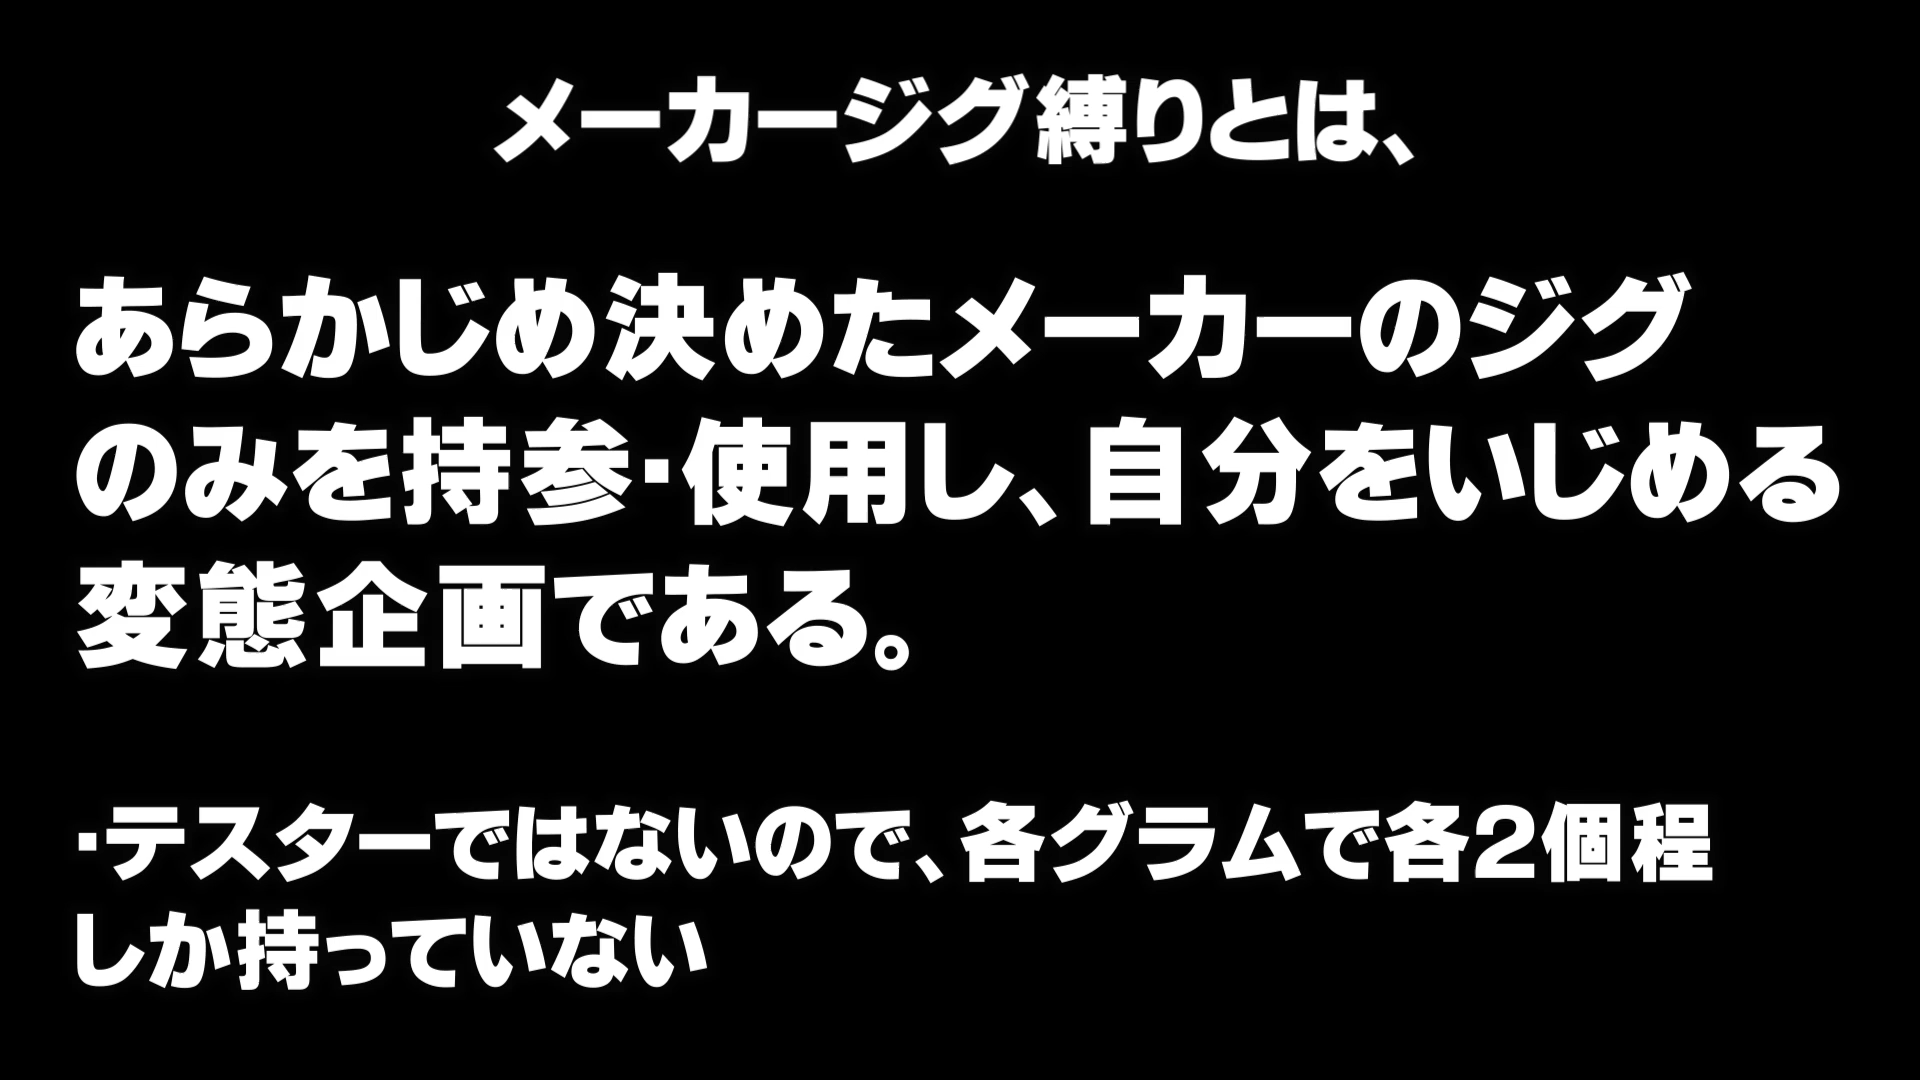 メーカージグ縛りとは、
あらかじめ決めたメーカーのジグ
のみを持参・使用し、自分をいじめる
変態企画である。
・テスターではないので、各グラムで各2個程
しか持っていない